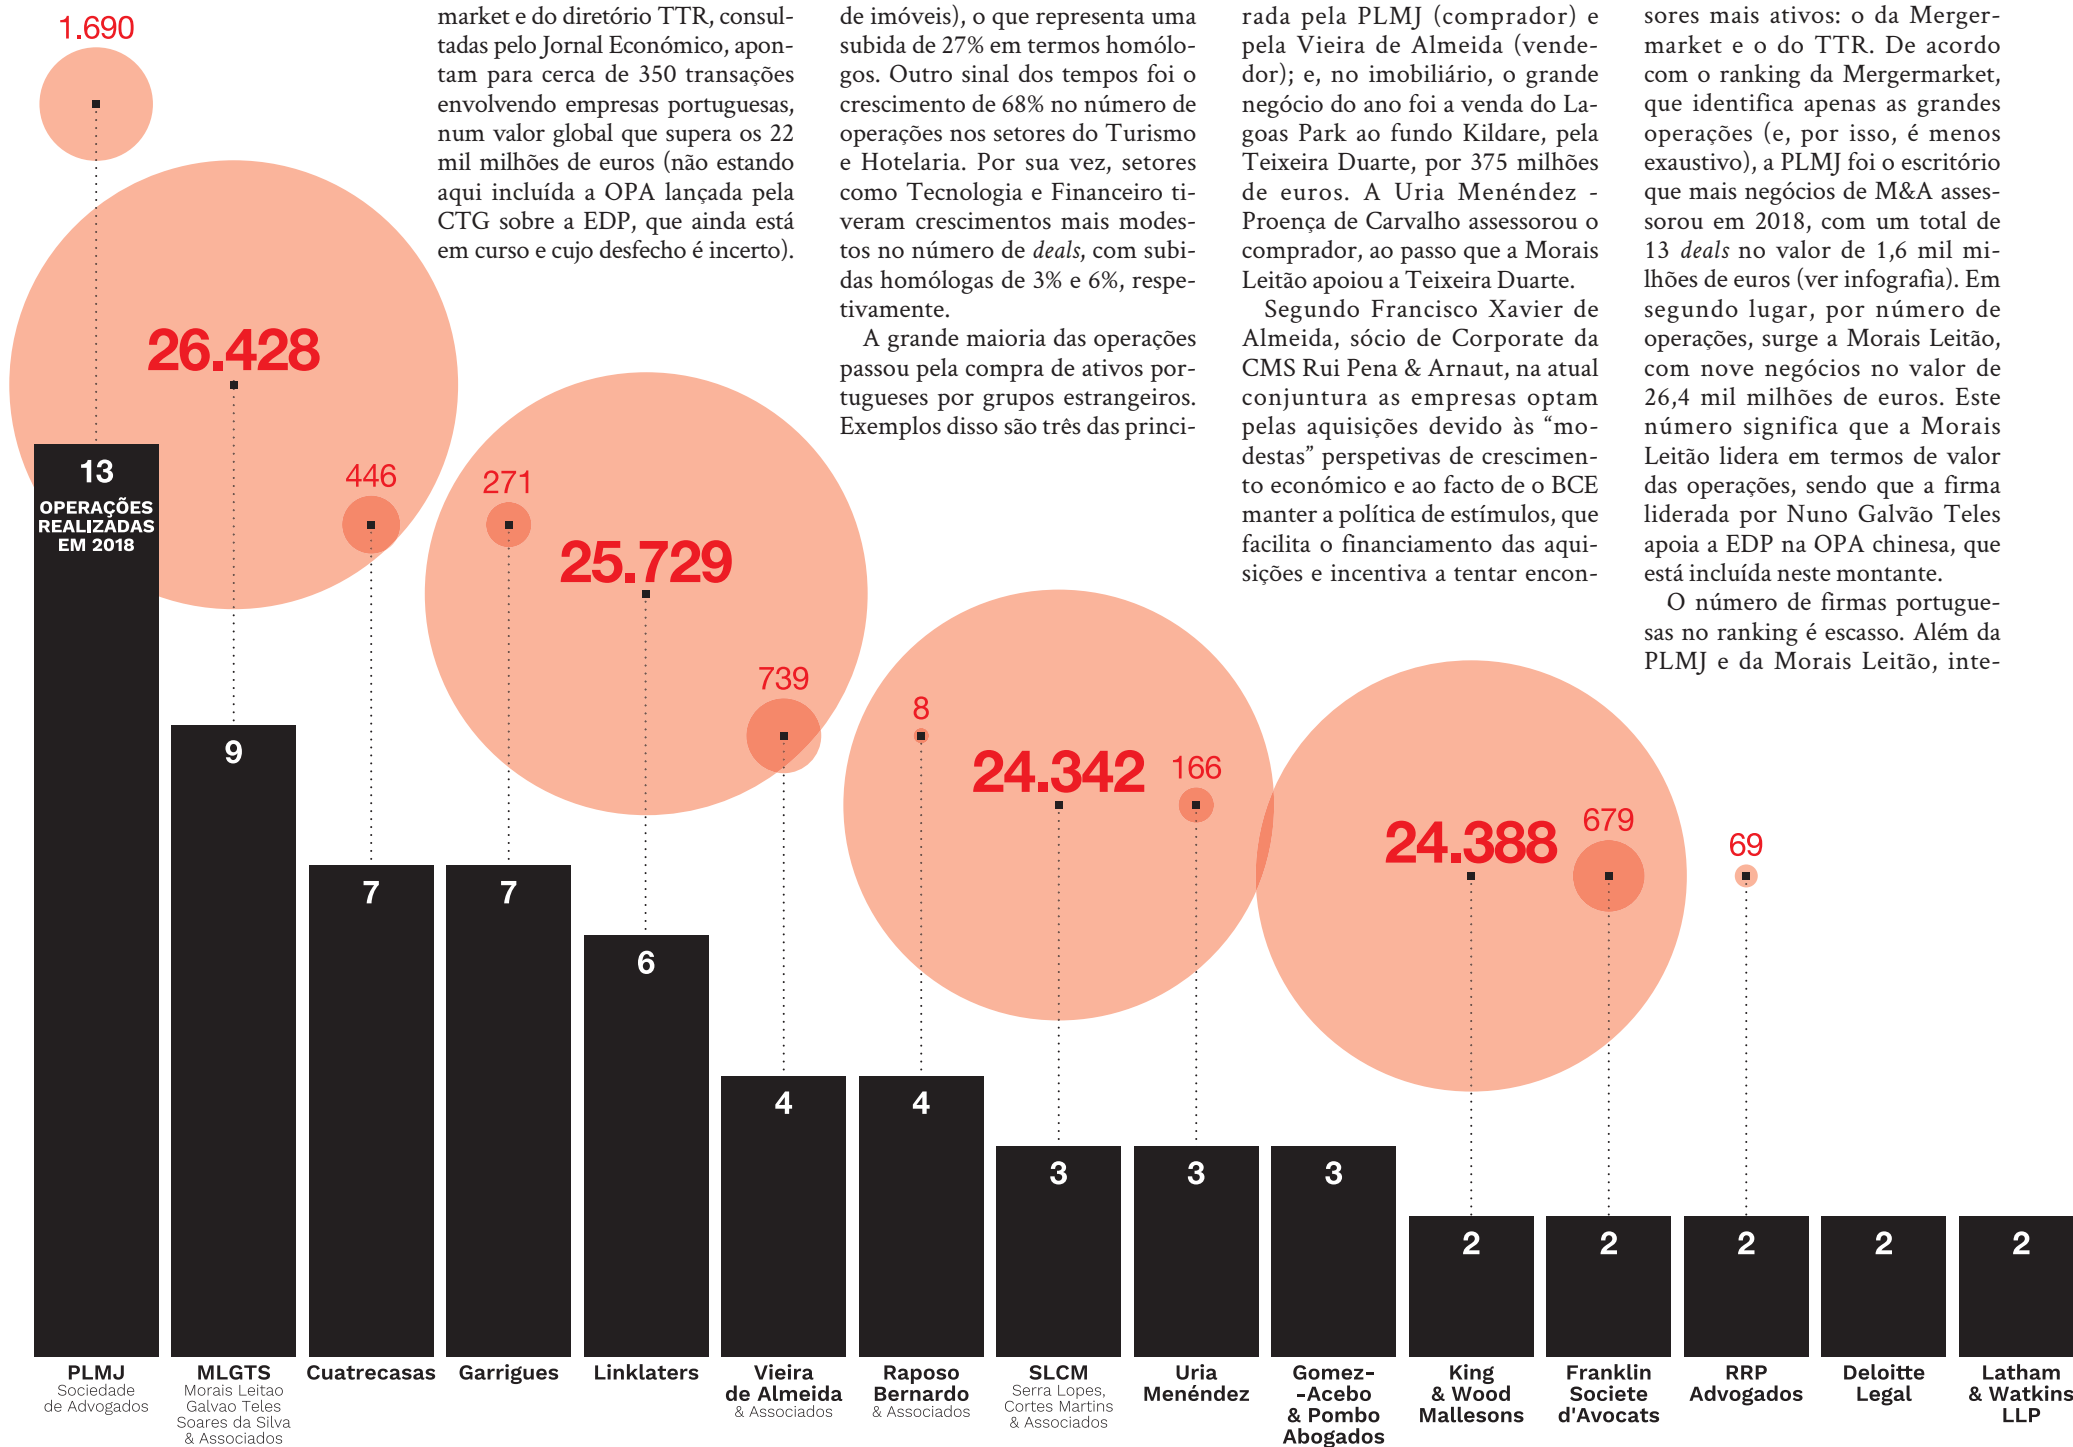 market e do diretório TTR, consul-
tadas pelo Jornal Económico, apon-
tam para cerca de 350 transações
envolvendo empresas portuguesas,
num valor global que supera os 22
mil milhões de euros (não estando
aqui incluída a OPA lançada pela
CTG sobre a EDP, que ainda está
em curso e cujo desfecho é incerto).
de imóveis), o que representa uma
subida de 27% em termos homólo-
gos. Outro sinal dos tempos foi o
crescimento de 68% no número de
operações nos setores do Turismo
e Hotelaria. Por sua vez, setores
como Tecnologia e Financeiro ti-
veram crescimentos mais modes-
tos no número de deals, com subi-
das homólogas de 3% e 6%, respe-
tivamente.
A grande maioria das operações
passou pela compra de ativos por-
tugueses por grupos estrangeiros.
Exemplos disso são três das princi-
rada pela PLMJ (comprador) e
pela Vieira de Almeida (vende-
dor); e, no imobiliário, o grande
negócio do ano foi a venda do La-
goas Park ao fundo Kildare, pela
Teixeira Duarte, por 375 milhões
de euros. A Uria Menéndez -
Proença de Carvalho assessorou o
comprador, ao passo que a Morais
Leitão apoiou a Teixeira Duarte.
Segundo Francisco Xavier de
Almeida, sócio de Corporate da
CMS Rui Pena & Arnaut, na atual
conjuntura as empresas optam
pelas aquisições devido às “mo-
destas” perspetivas de crescimen-
to económico e ao facto de o BCE
manter a política de estímulos, que
facilita o financiamento das aqui-
sições e incentiva a tentar encon-
sores mais ativos: o da Merger-
market e o do TTR. De acordo
com o ranking da Mergermarket,
que identifica apenas as grandes
operações (e, por isso, é menos
exaustivo), a PLMJ foi o escritório
que mais negócios de M&A asses-
sorou em 2018, com um total de
13 deals no valor de 1,6 mil mi-
lhões de euros (ver infografia). Em
segundo lugar, por número de
operações, surge a Morais Leitão,
com nove negócios no valor de
26,4 mil milhões de euros. Este
número significa que a Morais
Leitão lidera em termos de valor
das operações, sendo que a firma
liderada por Nuno Galvão Teles
apoia a EDP na OPA chinesa, que
está incluída neste montante.
O número de firmas portugue-
sas no ranking é escasso. Além da
PLMJ e da Morais Leitão, inte-
1.690
26.428
446
271
25.729
739
8
24.342
166
24.388
679
69
13
OPERAÇÕES
REALIZADAS
EM 2018
9
7
7
6
4
4
3
3
3
2
2
2
2
2
PLMJ
Sociedade
de Advogados
MLGTS
Morais Leitao
Galvao Teles
Soares da Silva
& Associados
Cuatrecasas
Garrigues
Linklaters
Vieira
de Almeida
& Associados
Raposo
Bernardo
& Associados
SLCM
Serra Lopes,
Cortes Martins
& Associados
Uria
Menéndez
Gomez-
-Acebo
& Pombo
Abogados
King
& Wood
Mallesons
Franklin
Societe
d'Avocats
RRP
Advogados
Deloitte
Legal
Latham
& Watkins
LLP